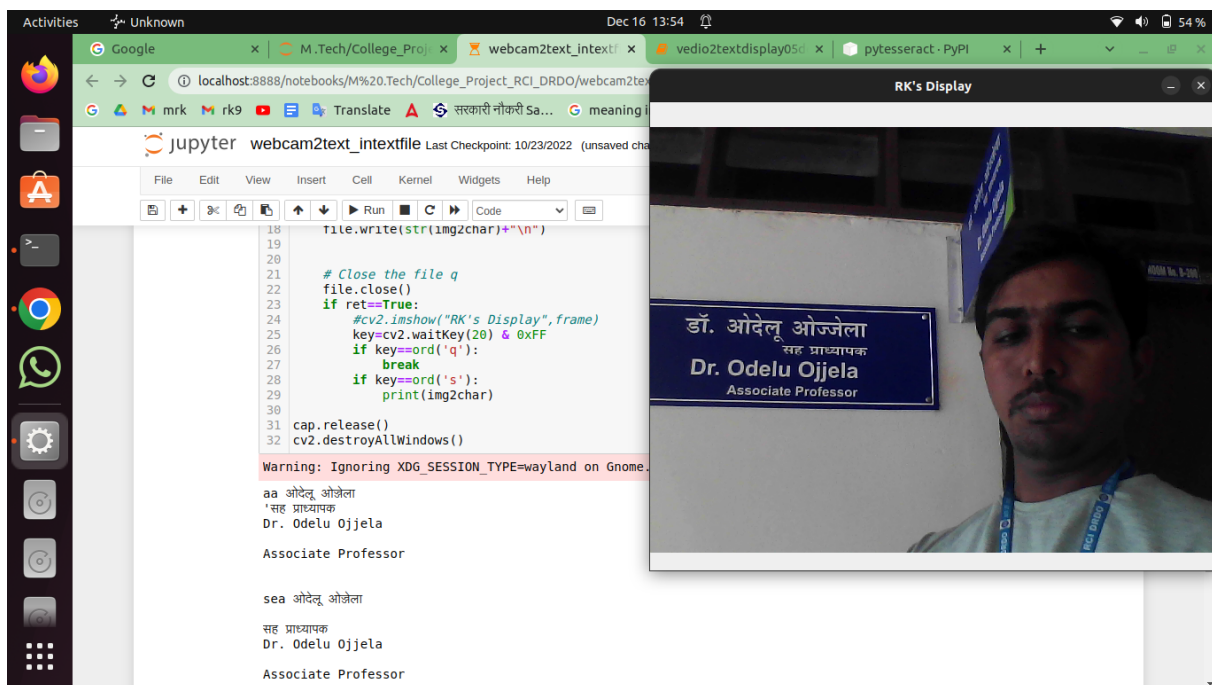 Activities
Unknown
Dec 16 13:54
54 %
Google
M.Tech/College_Proje
webcam2text_intextf
vedio2textdisplay05d
pytesseract · PyPI
localhost:8888/notebooks/M%20.Tech/College_Project_RCI_DRDO/webcam2tex
mrk
rk9
Translate
सरकारी नौकरी Sa...
meaning i
RK's Display
jupyter webcam2text_intextfile Last Checkpoint: 10/23/2022 (unsaved cha
File Edit View Insert Cell Kernel Widgets Help
Run Code
18 file.write(str(img2char)+"\n")
19
20
21 # Close the file q
22 file.close()
23 if ret==True:
24 #cv2.imshow("RK's Display",frame)
25 key=cv2.waitKey(20) & 0xFF
26 if key==ord('q'):
27 break
28 if key==ord('s'):
29 print(img2char)
30
31 cap.release()
32 cv2.destroyAllWindows()
Warning: Ignoring XDG_SESSION_TYPE=wayland on Gnome.
aa ओदेलू ओज्जेला
'सह प्राध्यापक
Dr. Odelu Ojjela
Associate Professor
sea ओदेलू ओज्जेला
सह प्राध्यापक
Dr. Odelu Ojjela
Associate Professor
डॉ. ओदेलू ओज्जेला
सह प्राध्यापक
Dr. Odelu Ojjela
Associate Professor
RCI DRDO
DRDO